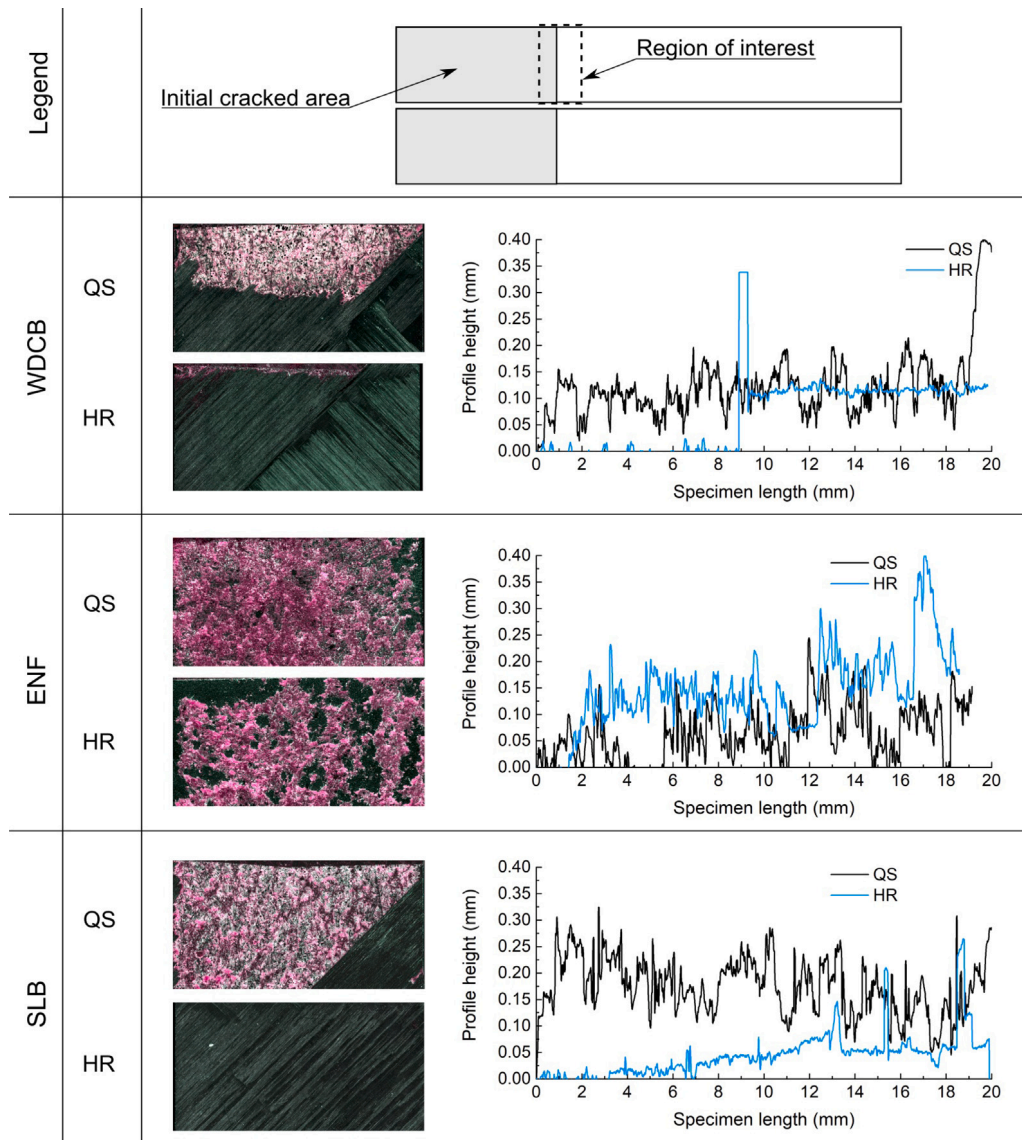 Legend
Initial cracked area
Region of interest
WDCB
QS
HR
Profile height (mm)
0.40
0.35
0.30
0.25
0.20
0.15
0.10
0.05
0.00
0 2 4 6 8 10 12 14 16 18 20
Specimen length (mm)
QS
HR
ENF
QS
HR
Profile height (mm)
0.40
0.35
0.30
0.25
0.20
0.15
0.10
0.05
0.00
0 2 4 6 8 10 12 14 16 18 20
Specimen length (mm)
QS
HR
SLB
QS
HR
Profile height (mm)
0.40
0.35
0.30
0.25
0.20
0.15
0.10
0.05
0.00
0 2 4 6 8 10 12 14 16 18 20
Specimen length (mm)
QS
HR